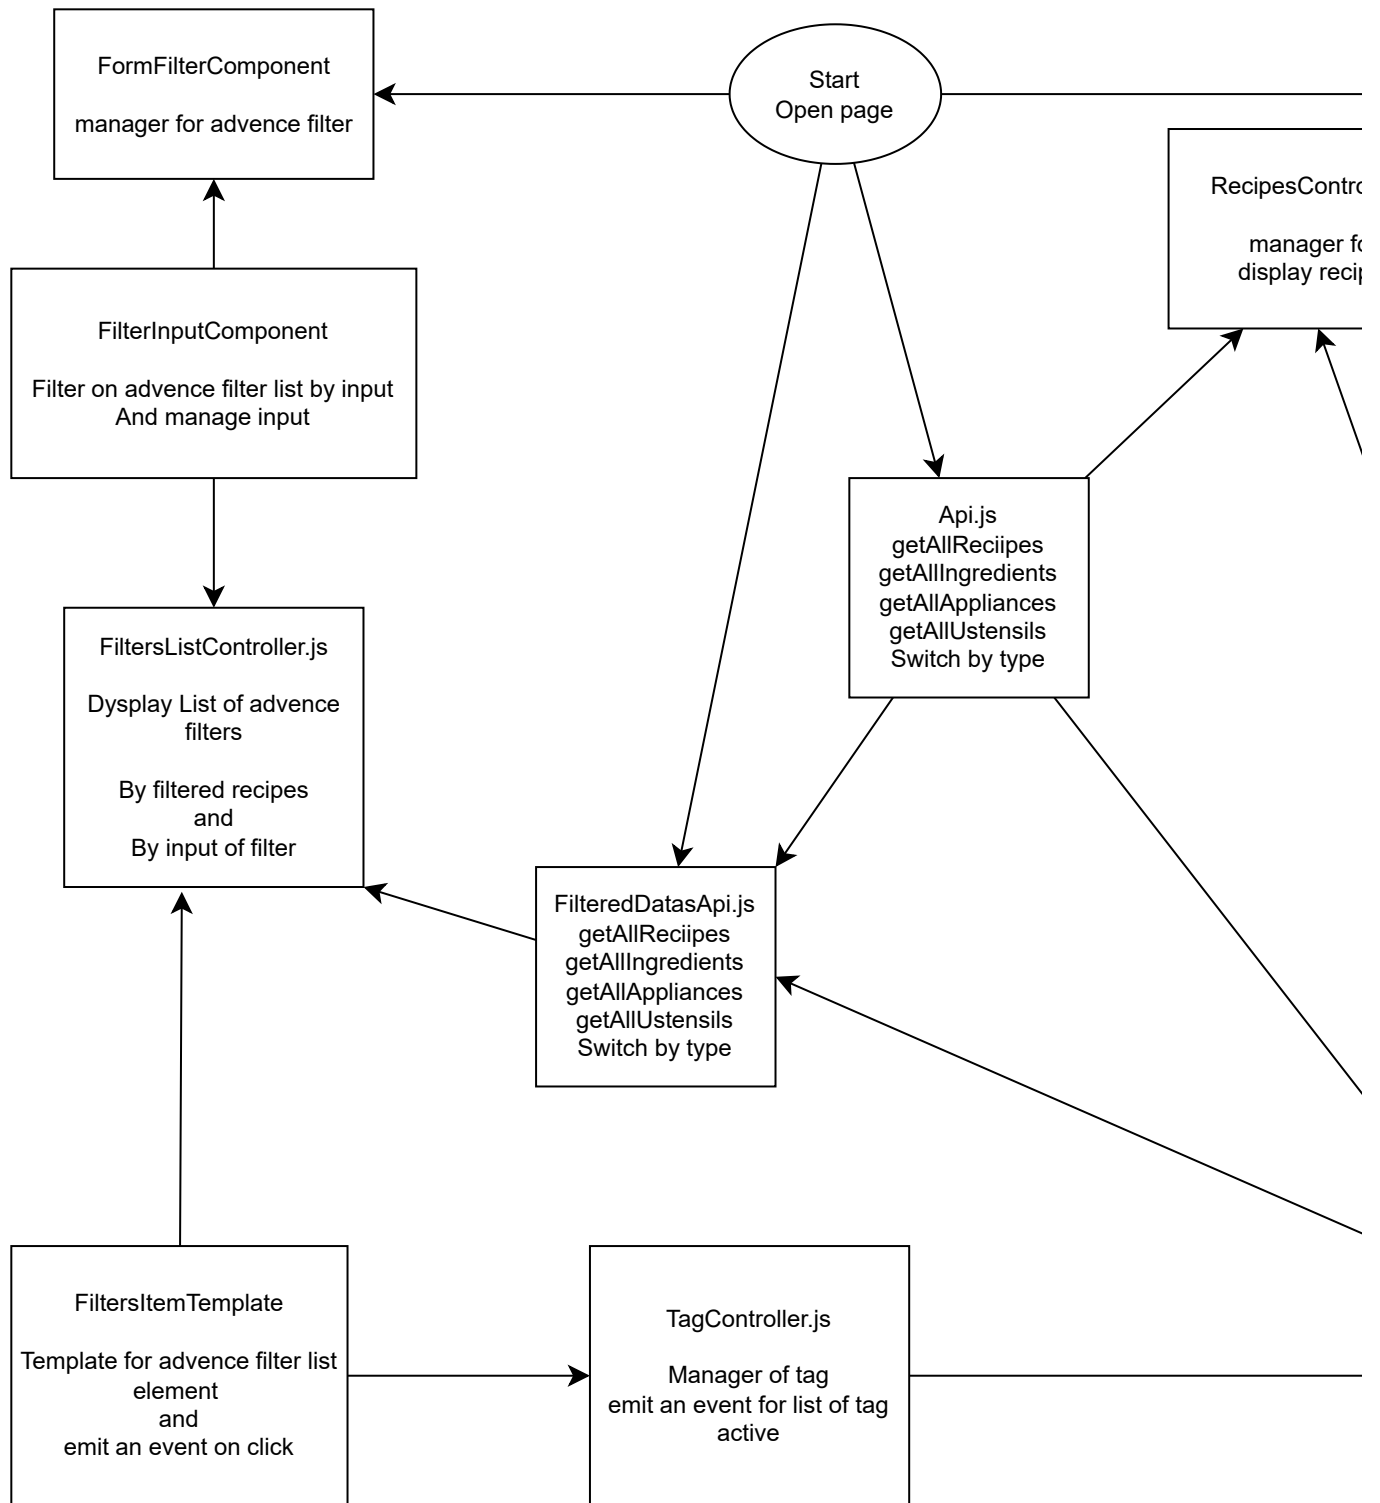 FormFilterComponent
manager for advence filter
Start
Open page
RecipesContro
manager fo
display recip
FilterInputComponent
Filter on advence filter list by input
And manage input
Api.js
getAllReciipes
getAllIngredients
getAllAppliances
getAllUstensils
Switch by type
FiltersListController.js
Dysplay List of advence
filters
By filtered recipes
and
By input of filter
FilteredDatasApi.js
getAllReciipes
getAllIngredients
getAllAppliances
getAllUstensils
Switch by type
FiltersItemTemplate
Template for advence filter list
element
and
emit an event on click
TagController.js
Manager of tag
emit an event for list of tag
active